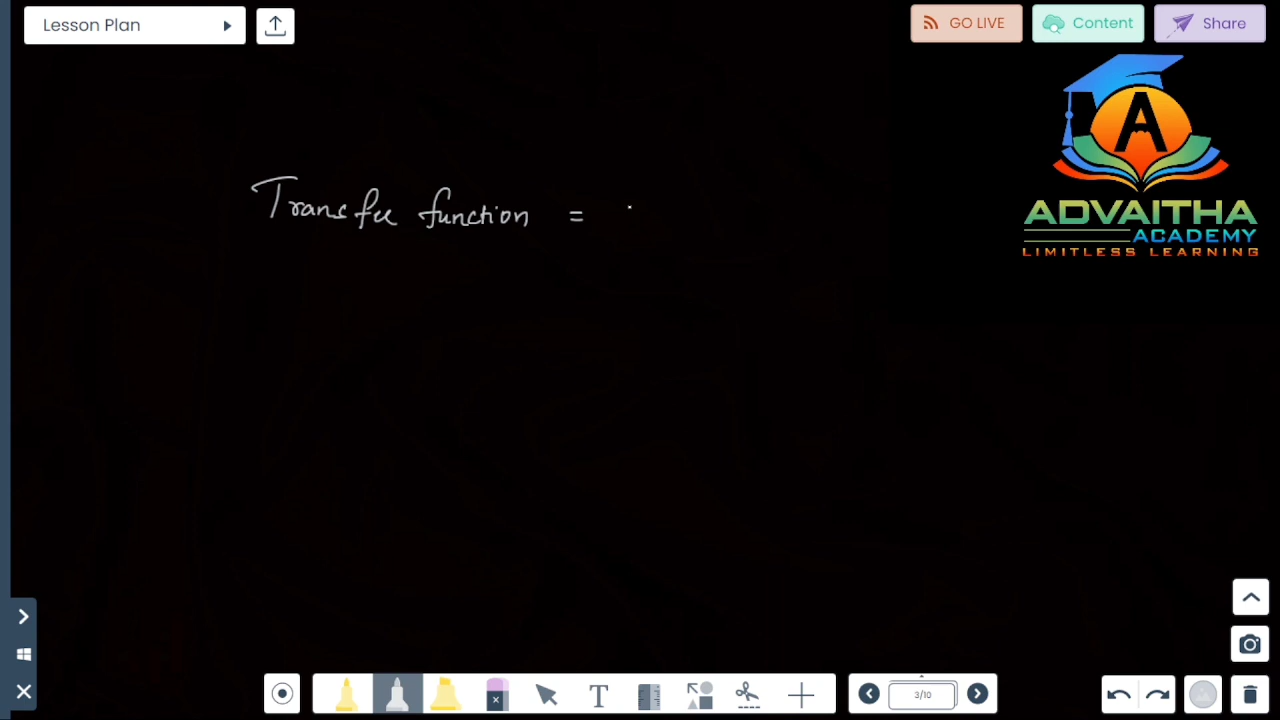 Lesson Plan
GO LIVE
Content
Share
A
ADVAITHA
ACADEMY
LIMITLESS LEARNING
Transfer function =
T
3/10